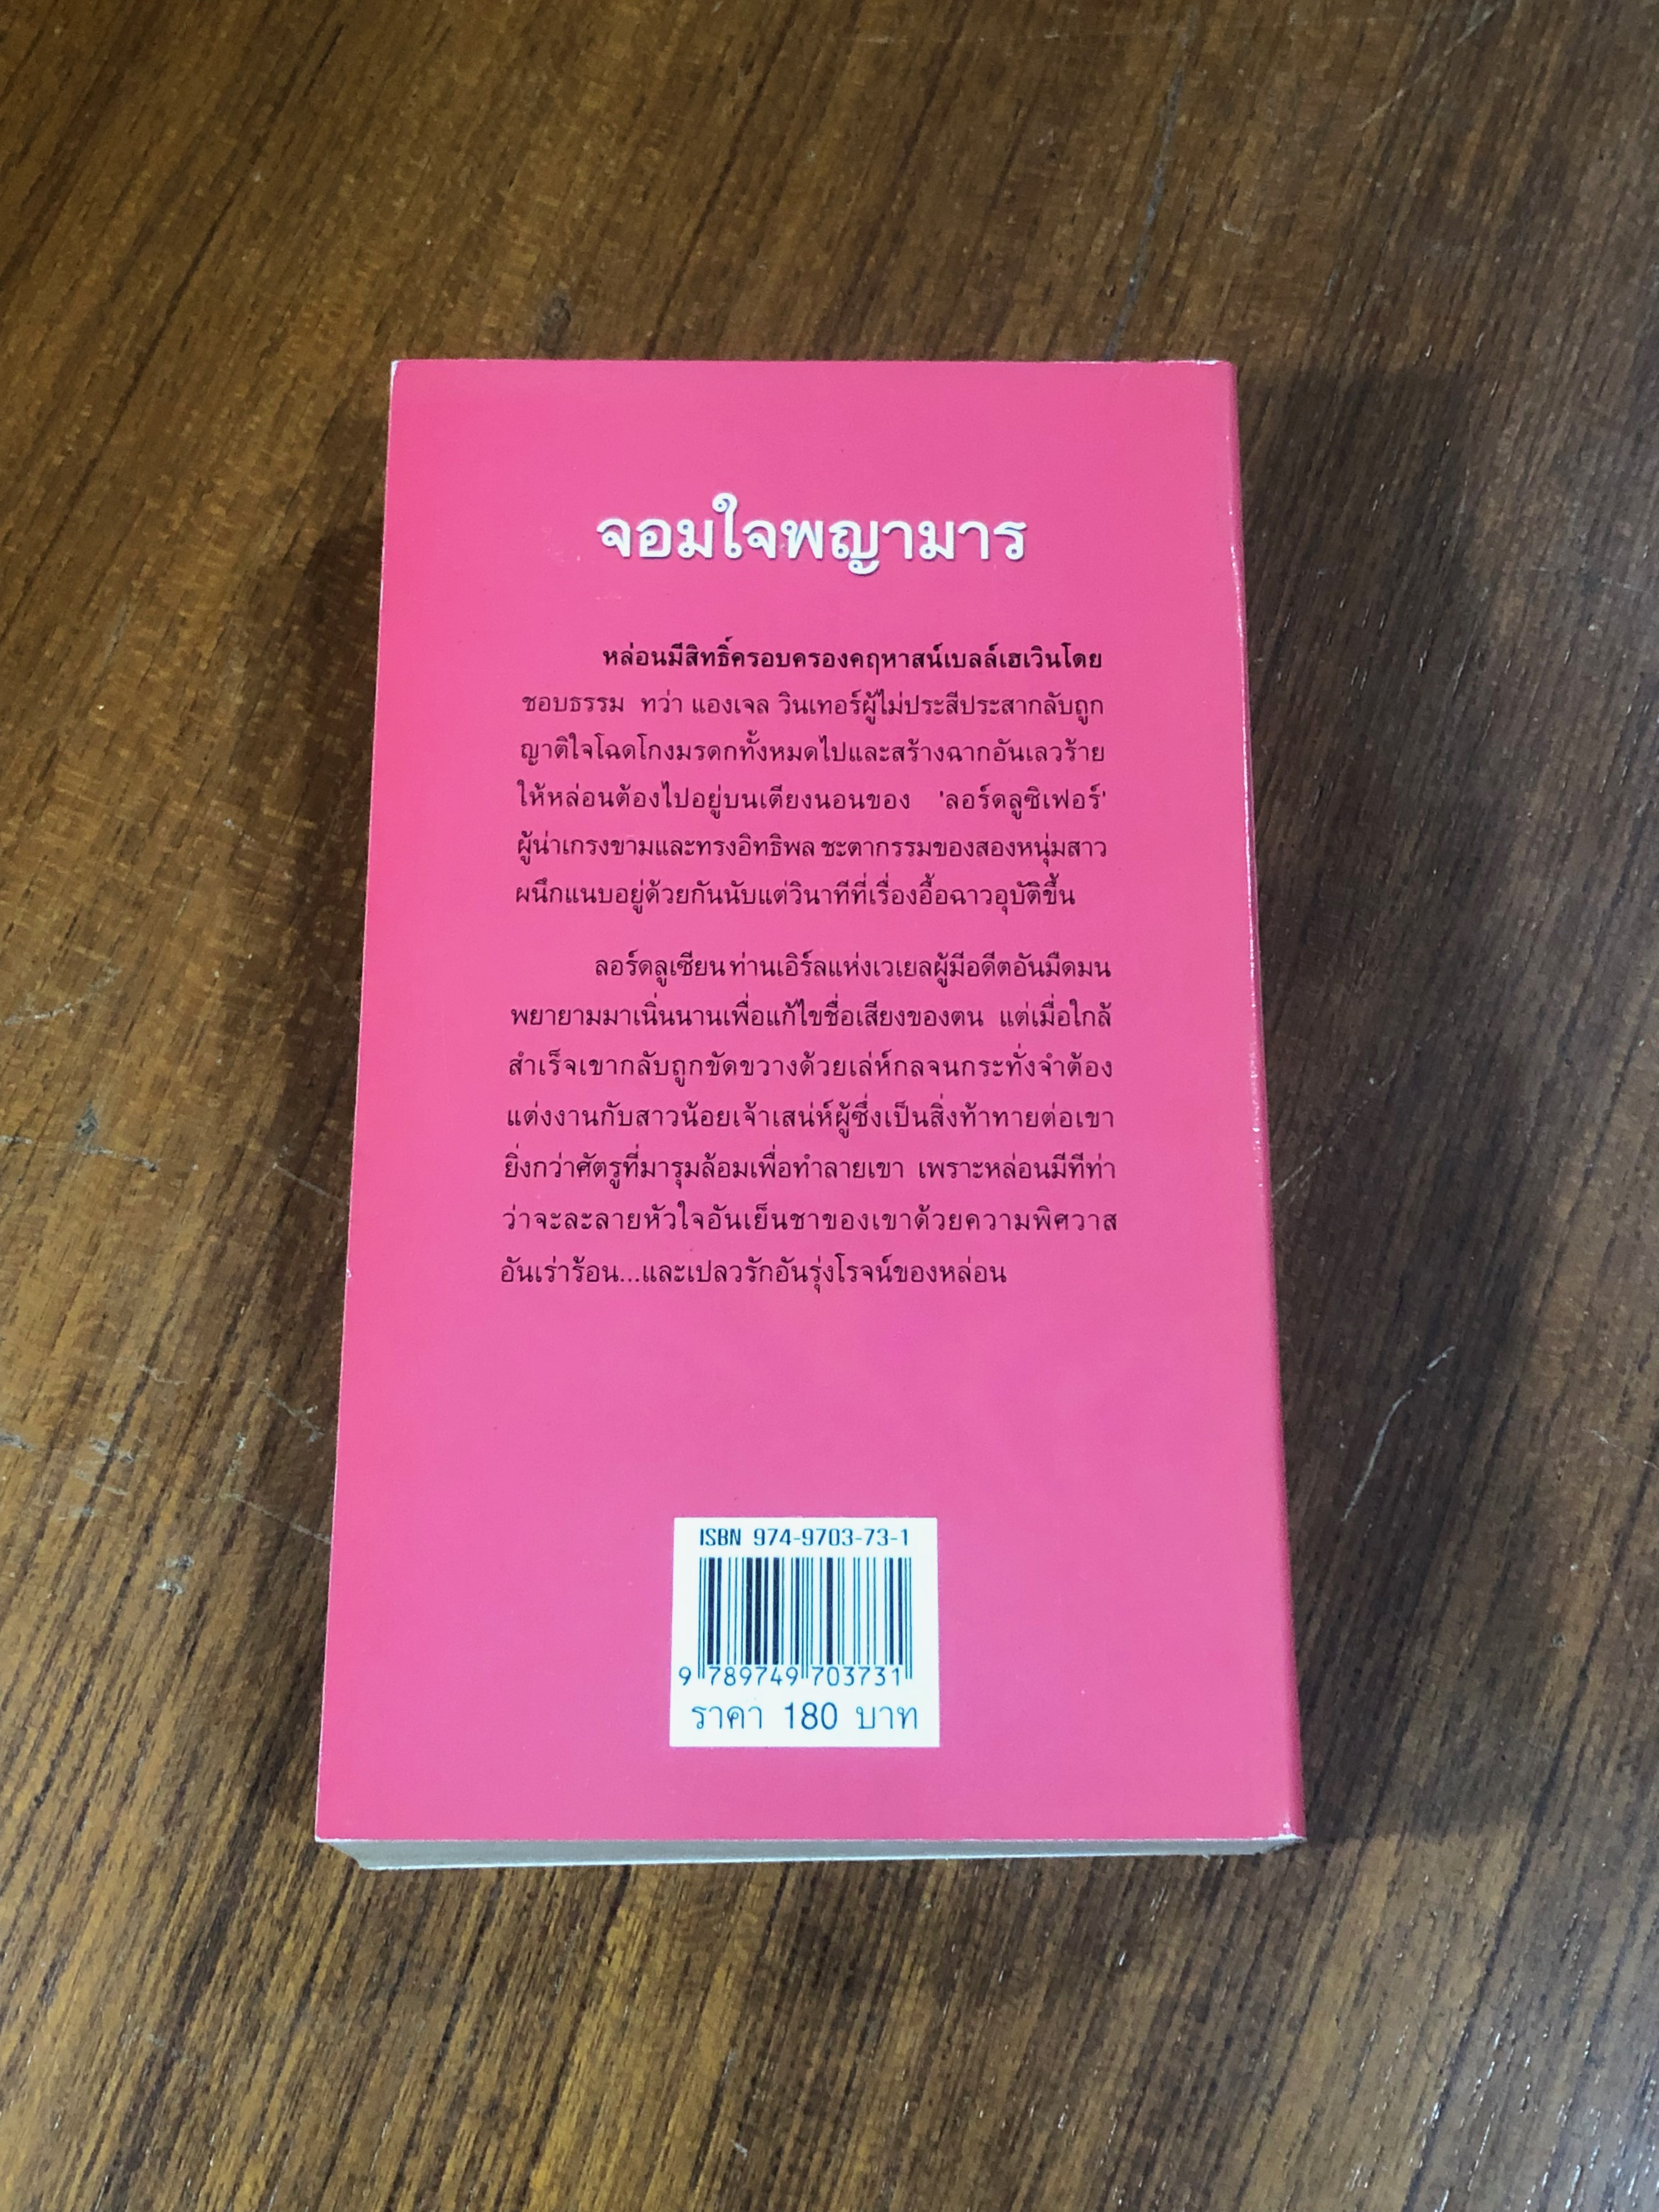 จอมใจพญามาร
หล่อนมีสิทธิ์ครอบครองคฤหาสน์เบลล์เฮเวินโดย
ชอบธรรม ทว่า แองเจล วินเทอร์ผู้ไม่ประสีประสากลับถูก
ญาติใจโฉดโกงมรดกทั้งหมดไปและสร้างฉากอันเลวร้าย
ให้หล่อนต้องไปอยู่บนเตียงนอนของ 'ลอร์ดลูซิเฟอร์'
ผู้น่าเกรงขามและทรงอิทธิพล ชะตากรรมของสองหนุ่มสาว
ผนึกแนบอยู่ด้วยกันนับแต่วินาทีที่เรื่องอื้อฉาวอุบัติขึ้น
ลอร์ดลูเซียน ท่านเอิร์ลแห่งเวเยลผู้มีอดีตอันมืดมน
พยายามมาเนิ่นนานเพื่อแก้ไขชื่อเสียงของตน แต่เมื่อใกล้
สำเร็จเขากลับถูกขัดขวางด้วยเล่ห์กลจนกระทั่งจำต้อง
แต่งงานกับสาวน้อยเจ้าเสน่ห์ผู้ซึ่งเป็นสิ่งท้าทายต่อเขา
ยิ่งกว่าศัตรูที่มารุมล้อมเพื่อทำลายเขา เพราะหล่อนมีทีท่า
ว่าจะละลายหัวใจอันเย็นชาของเขาด้วยความพิศวาส
อันเร่าร้อน...และเปลวรักอันรุ่งโรจน์ของหล่อน
ISBN 974-9703-73-1
9 789749 703731
ราคา 180 บาท